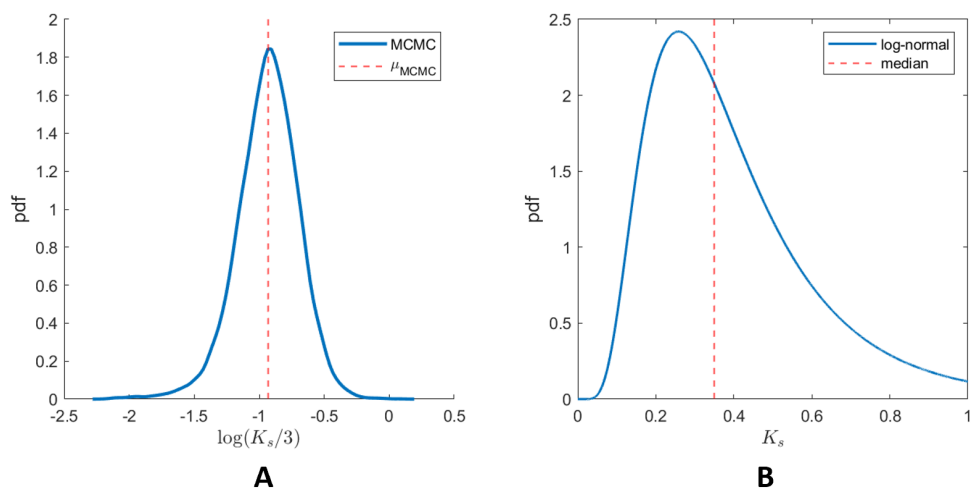 2
1.8
1.6
1.4
1.2
1
0.8
0.6
0.4
0.2
0
pdf
-2.5 -2 -1.5 -1 -0.5 0 0.5
log(K_s/3)
MCMC
μ_MCMC
A
2.5
2
1.5
1
0.5
0
pdf
0 0.2 0.4 0.6 0.8 1
K_s
log-normal
median
B